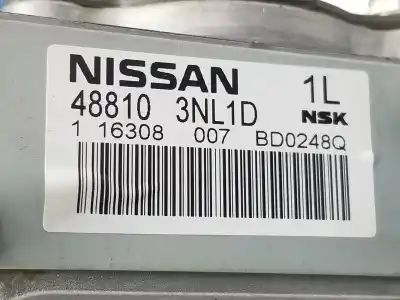 NISSAN 1L
48810 3NL1D NSK
1 16308 007 BD0248Q